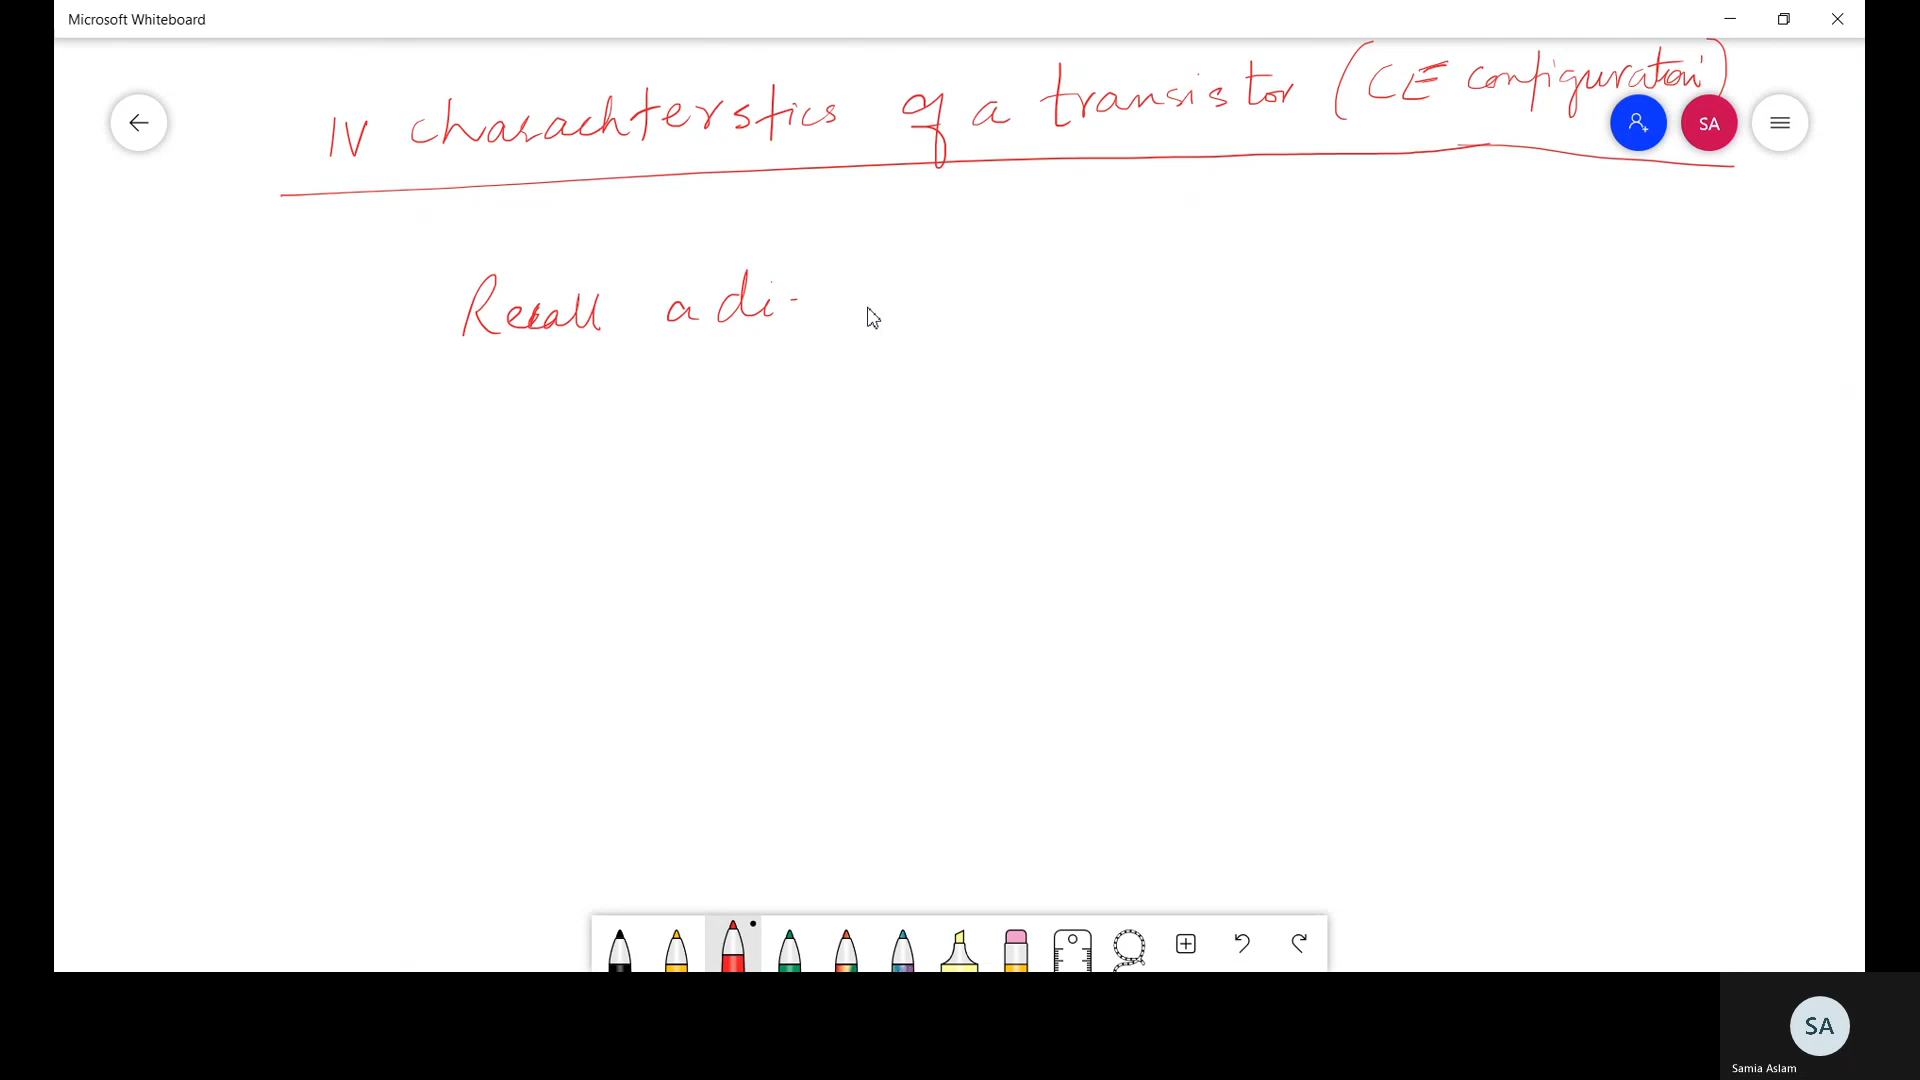 Microsoft Whiteboard
IV charachterstics of a transistor (CE configuration)
SA
Recall a di-
SA
Samia Aslam